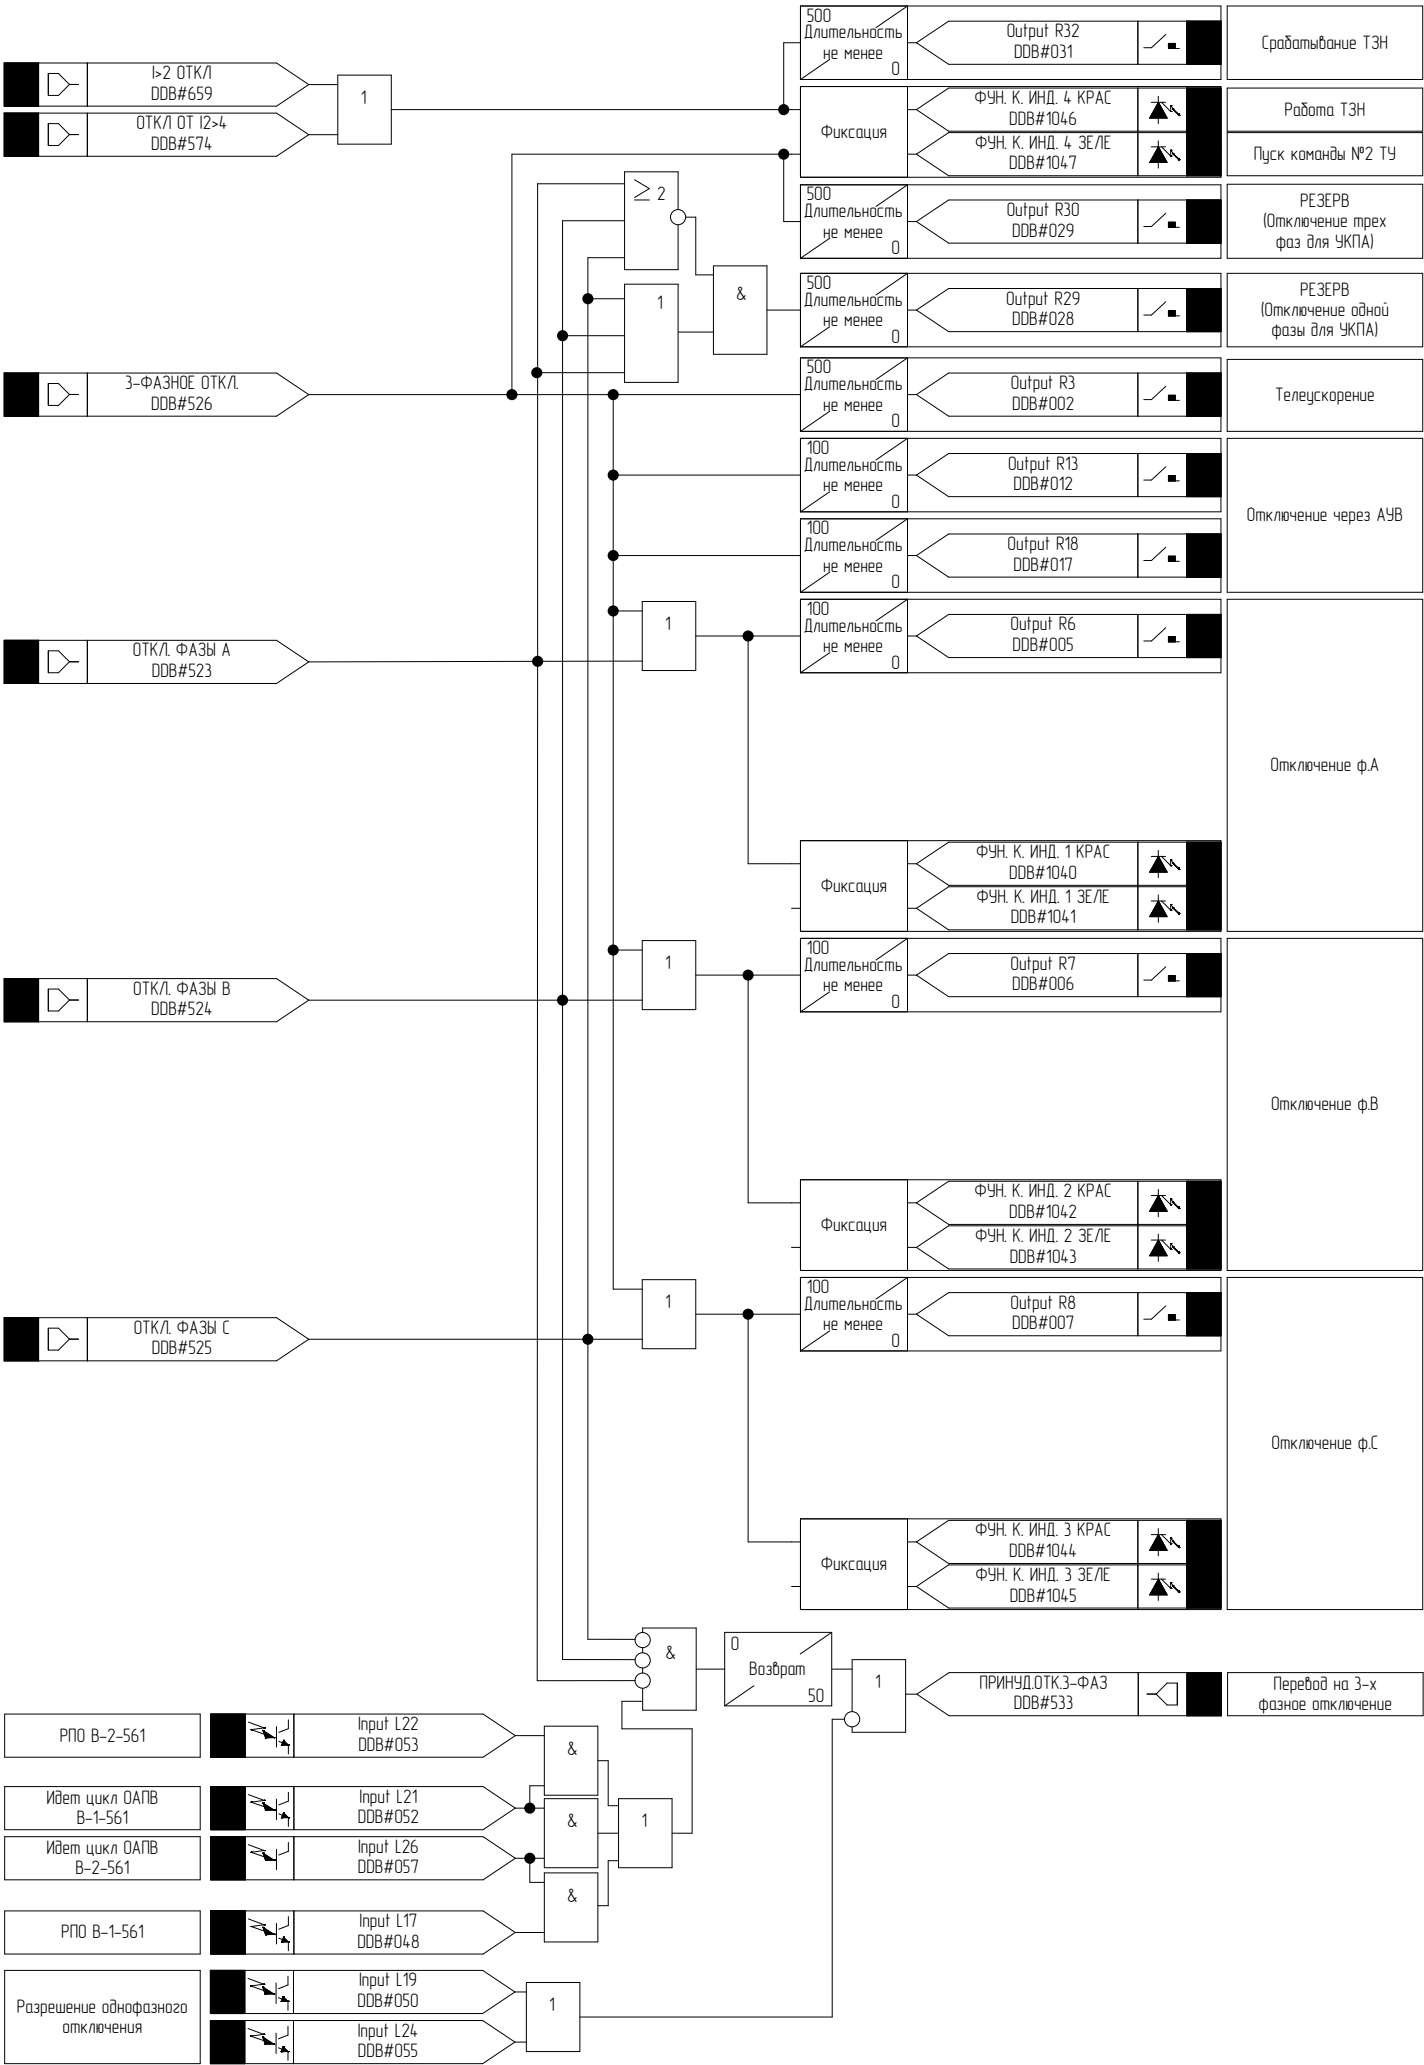 500
Длительность
не менее
0
Output R32
DDB#031
Срабатывание ТЗН
I>2 ОТКЛ
DDB#659
1
ОТКЛ ОТ I2>4
DDB#574
Фиксация
ФУН. К. ИНД. 4 КРАС
DDB#1046
Работа ТЗН
ФУН. К. ИНД. 4 ЗЕЛЕ
DDB#1047
Пуск команды №2 ТУ
≥ 2
500
Длительность
не менее
0
Output R30
DDB#029
РЕЗЕРВ
(Отключение трех
фаз для УКПА)
1
&
500
Длительность
не менее
0
Output R29
DDB#028
РЕЗЕРВ
(Отключение одной
фазы для УКПА)
3-ФАЗНОЕ ОТКЛ.
DDB#526
500
Длительность
не менее
0
Output R3
DDB#002
Телеускорение
100
Длительность
не менее
0
Output R13
DDB#012
Отключение через АУВ
100
Длительность
не менее
0
Output R18
DDB#017
ОТКЛ. ФАЗЫ А
DDB#523
1
100
Длительность
не менее
0
Output R6
DDB#005
Отключение ф.А
Фиксация
ФУН. К. ИНД. 1 КРАС
DDB#1040
ФУН. К. ИНД. 1 ЗЕЛЕ
DDB#1041
ОТКЛ. ФАЗЫ В
DDB#524
1
100
Длительность
не менее
0
Output R7
DDB#006
Отключение ф.В
Фиксация
ФУН. К. ИНД. 2 КРАС
DDB#1042
ФУН. К. ИНД. 2 ЗЕЛЕ
DDB#1043
ОТКЛ. ФАЗЫ С
DDB#525
1
100
Длительность
не менее
0
Output R8
DDB#007
Отключение ф.С
Фиксация
ФУН. К. ИНД. 3 КРАС
DDB#1044
ФУН. К. ИНД. 3 ЗЕЛЕ
DDB#1045
&
0
Возврат
50
1
ПРИНУД.ОТК.3-ФАЗ
DDB#533
Перевод на 3-х
фазное отключение
РПО В-2-561
Input L22
DDB#053
&
Идет цикл ОАПВ
В-1-561
Input L21
DDB#052
&
1
Идет цикл ОАПВ
В-2-561
Input L26
DDB#057
&
РПО В-1-561
Input L17
DDB#048
Разрешение однофазного
отключения
Input L19
DDB#050
1
Input L24
DDB#055